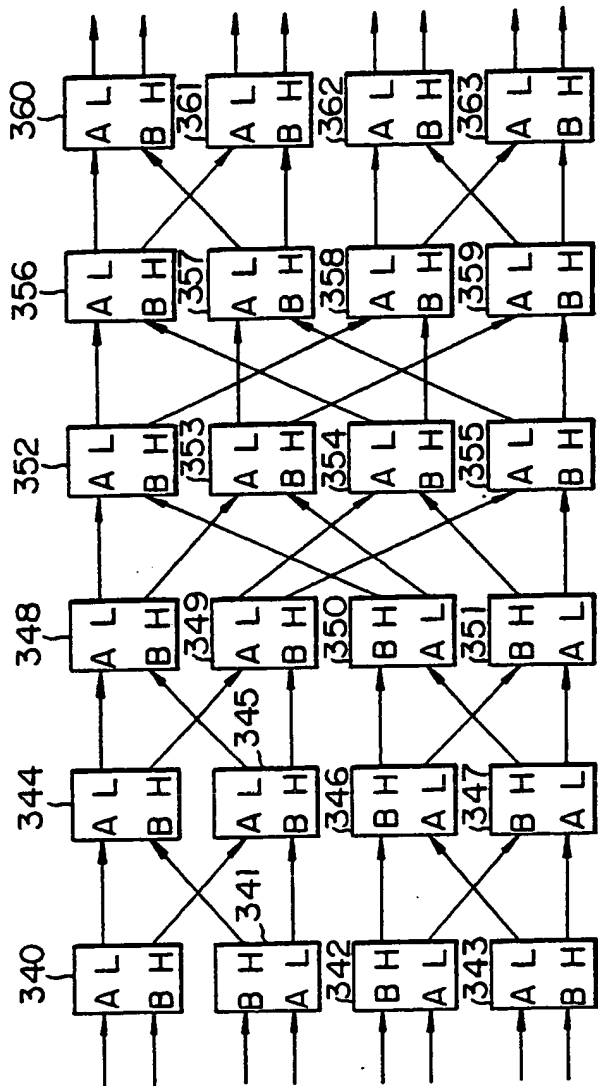 340 344 348 352 356 360
A L A L A L A L A L A L
B H B H B H B H B H B H
341 345 349 353 357 361
B H A L A L A L A L A L
A L B H B H B H B H B H
342 346 350 354 358 362
B H B H B H A L A L A L
A L A L A L B H B H B H
343 347 351 355 359 363
A L B H B H A L A L A L
B H A L A L B H B H B H